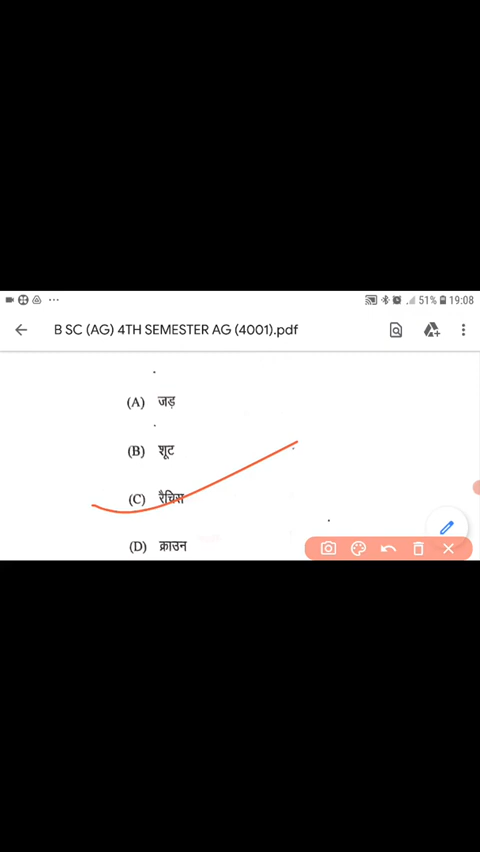 ... 51% 19:08
B SC (AG) 4TH SEMESTER AG (4001).pdf
(A) जड़
(B) शूट
(C) रैचिस
(D) क्राउन